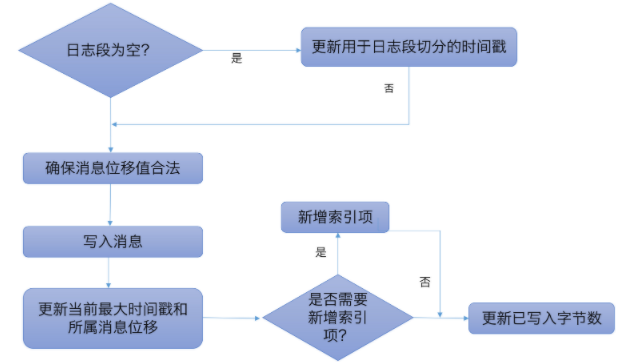 日志段为空?
更新用于日志段切分的时间戳
是
否
确保消息位移值合法
新增索引项
写入消息
是
更新当前最大时间戳和
所属消息位移
是否需要
新增索引
项?
否
更新已写入字节数